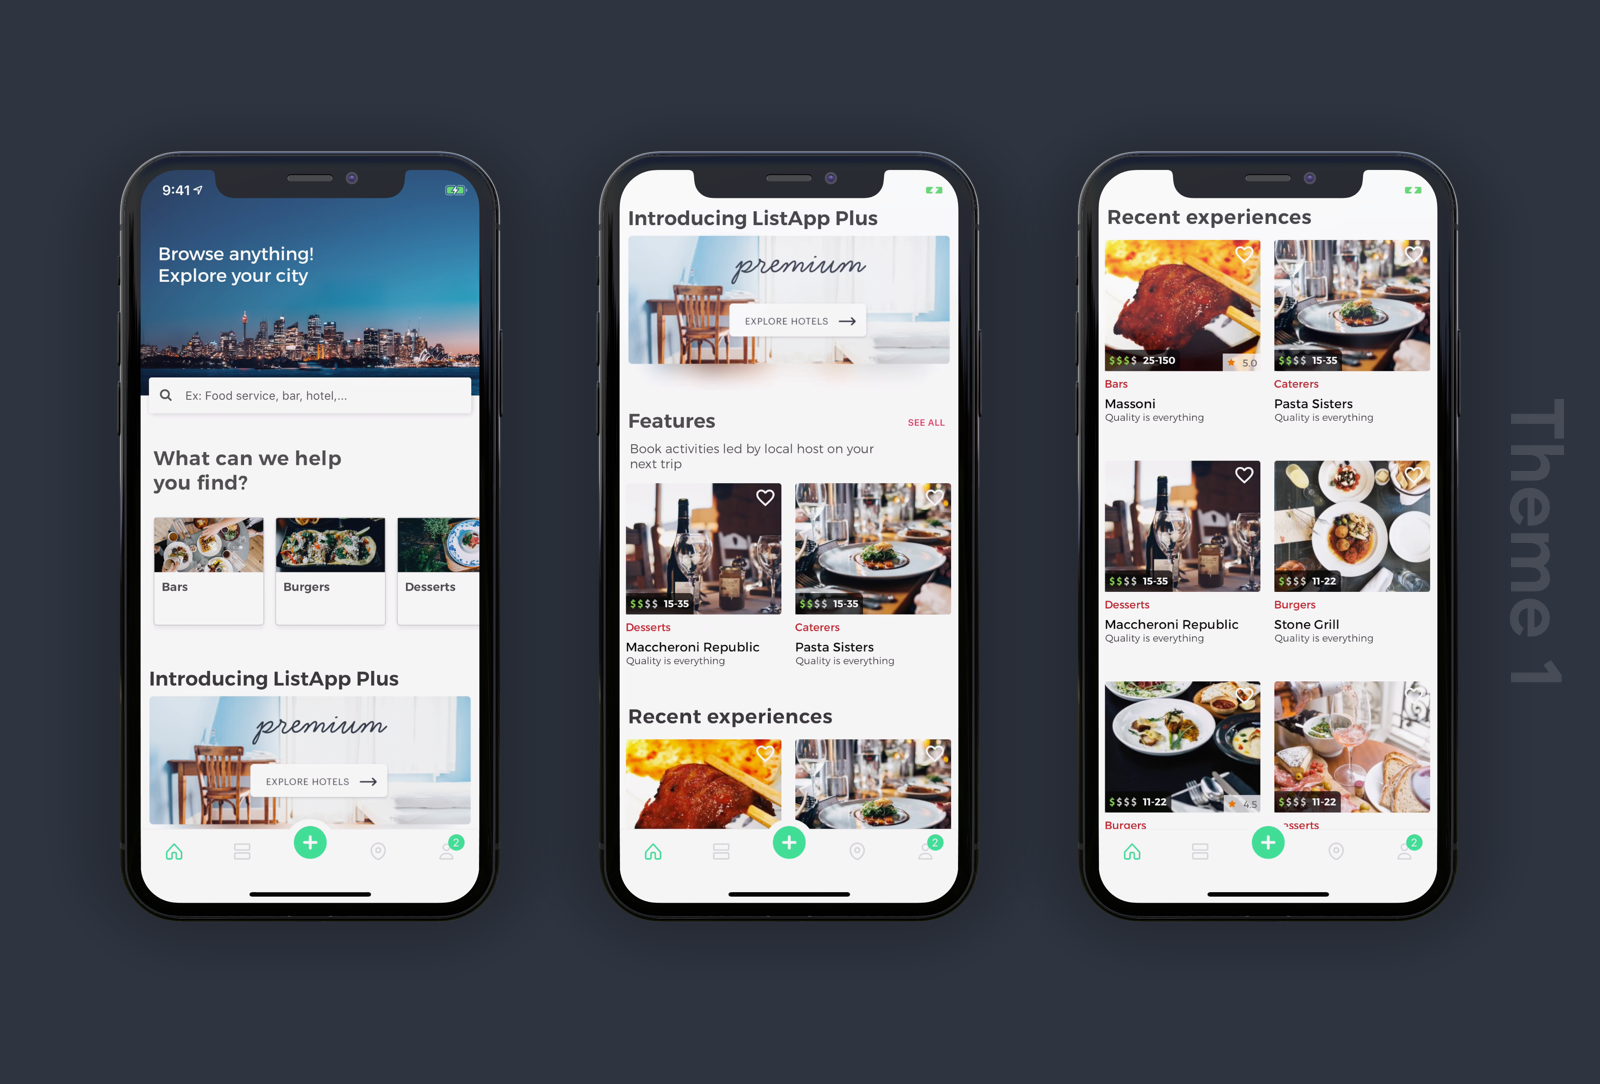 9:41
Browse anything!
Explore your city
Ex: Food service, bar, hotel,...
What can we help
you find?
Bars
Burgers
Desserts
Introducing ListApp Plus
premium
EXPLORE HOTELS
2
Introducing ListApp Plus
premium
EXPLORE HOTELS
Features
SEE ALL
Book activities led by local host on your
next trip
$$$$ 15-35
$$$$ 15-35
Desserts
Caterers
Maccheroni Republic
Pasta Sisters
Quality is everything
Quality is everything
Recent experiences
2
Recent experiences
$$$$ 25-150
5.0
$$$$ 15-35
Bars
Caterers
Massoni
Pasta Sisters
Quality is everything
Quality is everything
$$$$ 15-35
$$$$ 11-22
Desserts
Burgers
Maccheroni Republic
Stone Grill
Quality is everything
Quality is everything
$$$$ 11-22
4.5
$$$$ 11-22
Burgers
esserts
2
Theme 1